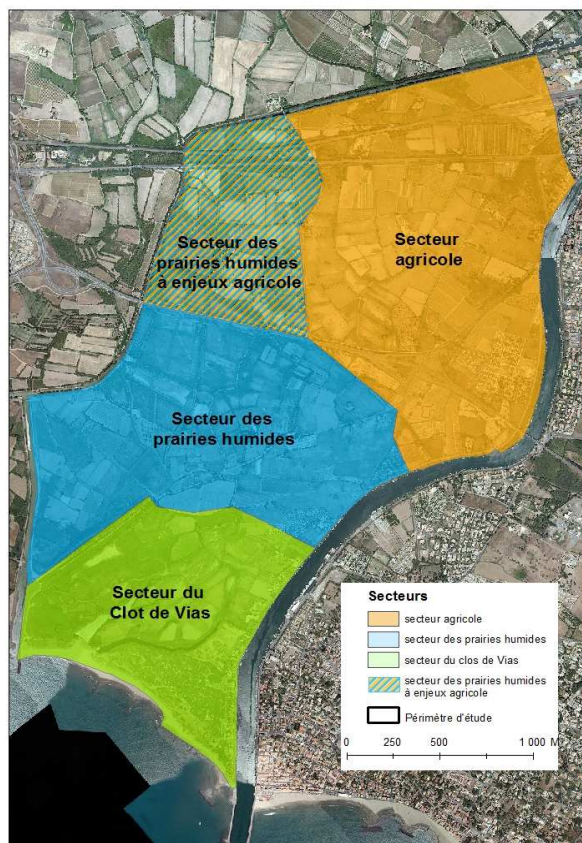 Secteur des
prairies humides
à enjeux agricole
Secteur
agricole
Secteur des
prairies humides
Secteur du
Clot de Vias
Secteurs
secteur agricole
secteur des prairies humides
secteur du clos de Vias
secteur des prairies humides
à enjeux agricole
Périmètre d'étude
0 250 500 1 000 M